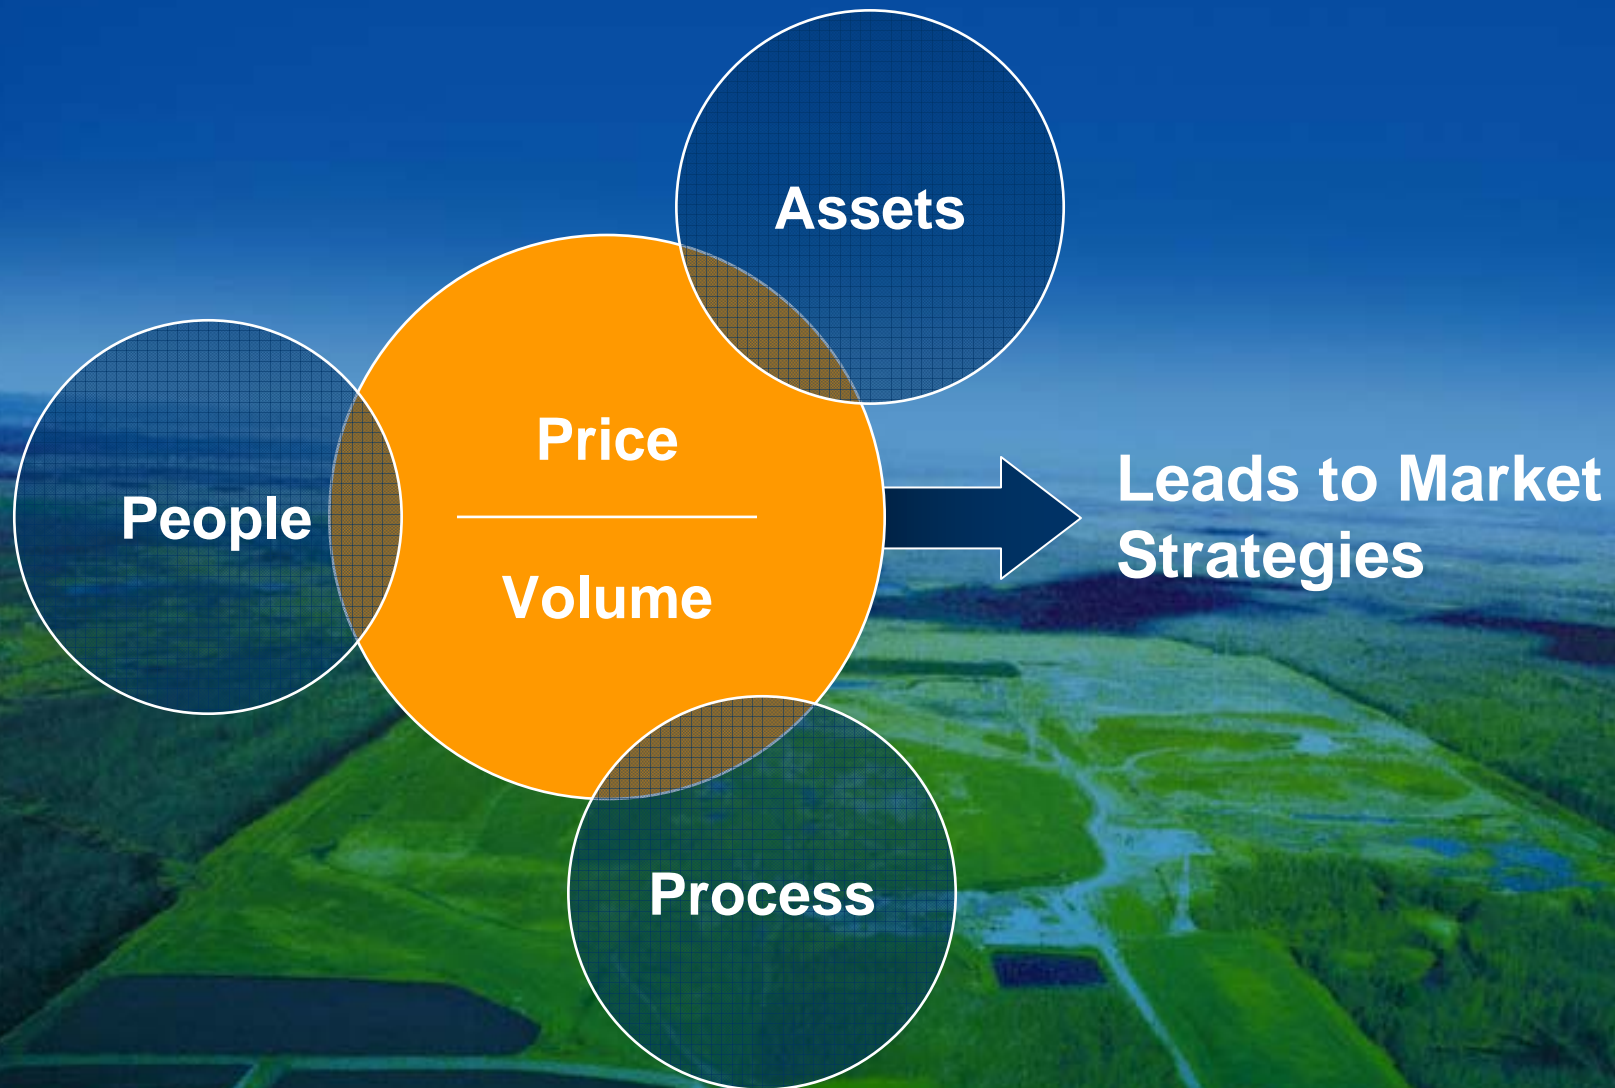 Assets
Price
People
Volume
Leads to Market
Strategies
Process